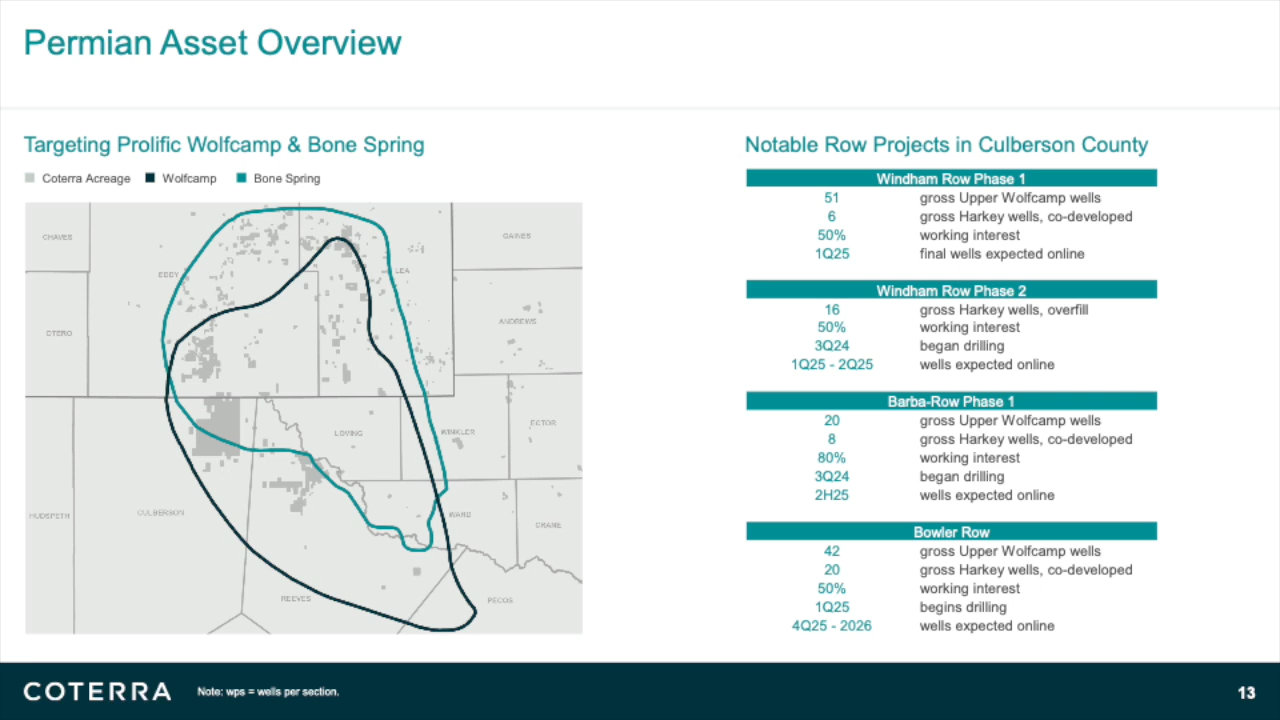 Permian Asset Overview
Targeting Prolific Wolfcamp & Bone Spring
Coterra Acreage Wolfcamp Bone Spring
CHAVES
GAINES
EDDY
LEA
OTERO
ANDREWS
LOVING
WINKLER
ECTOR
HUDSPETH
CULBERSON
WARD
CRANE
REEVES
PECOS
Notable Row Projects in Culberson County
Windham Row Phase 1
51 gross Upper Wolfcamp wells
6 gross Harkey wells, co-developed
50% working interest
1Q25 final wells expected online
Windham Row Phase 2
16 gross Harkey wells, overfill
50% working interest
3Q24 began drilling
1Q25 - 2Q25 wells expected online
Barba-Row Phase 1
20 gross Upper Wolfcamp wells
8 gross Harkey wells, co-developed
80% working interest
3Q24 began drilling
2H25 wells expected online
Bowler Row
42 gross Upper Wolfcamp wells
20 gross Harkey wells, co-developed
50% working interest
1Q25 begins drilling
4Q25 - 2026 wells expected online
COTERRA
Note: wps = wells per section.
13